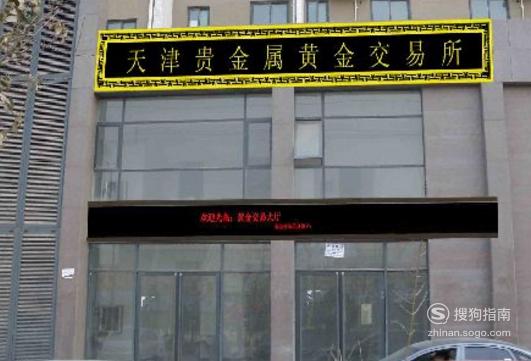 天津贵金属黄金交易所
欢迎光临：黄金交易大厅
搜狗指南
zhinan.sogo.com